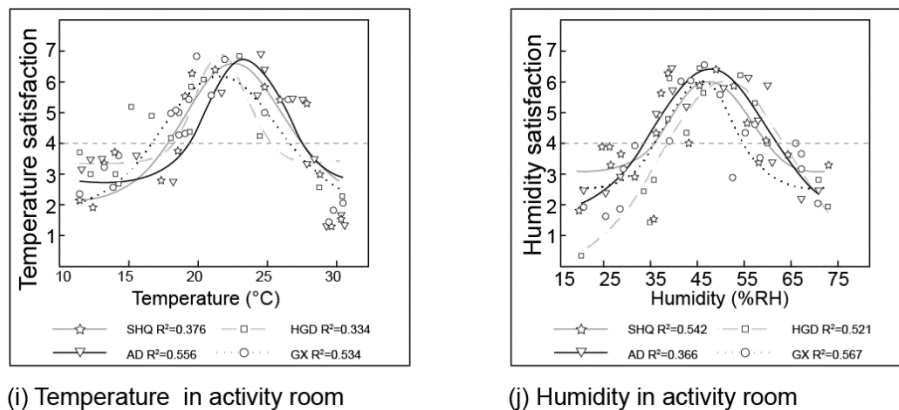 Temperature satisfaction
7
6
5
4
3
2
1
10 15 20 25 30
Temperature (°C)
SHQ R²=0.376 HGD R²=0.334
AD R²=0.556 GX R²=0.534
(i) Temperature in activity room
Humidity satisfaction
7
6
5
4
3
2
1
15 25 35 45 55 65 75
Humidity (%RH)
SHQ R²=0.542 HGD R²=0.521
AD R²=0.366 GX R²=0.567
(j) Humidity in activity room